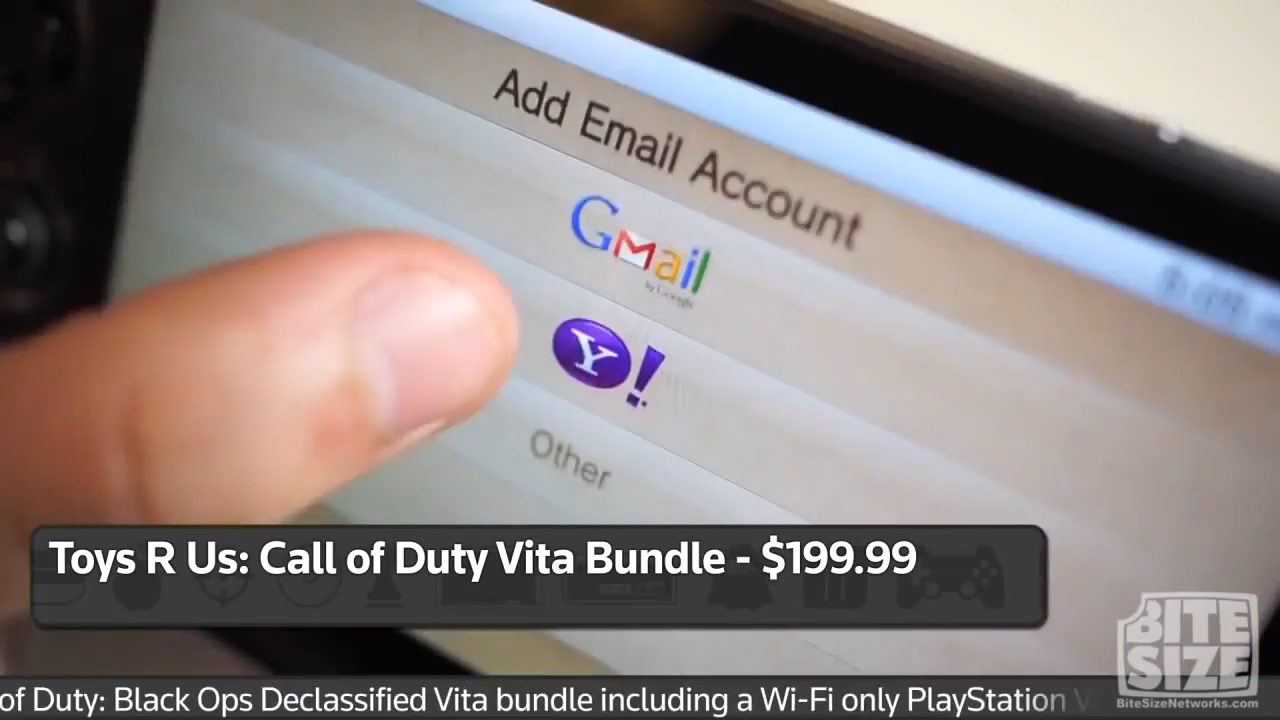 Add Email Account
Gmail
by Google
Y!
Other
Toys R Us: Call of Duty Vita Bundle - $199.99
BITE
SIZE
BiteSizeNetworks.com
of Duty: Black Ops Declassified Vita bundle including a Wi-Fi only PlayStation V